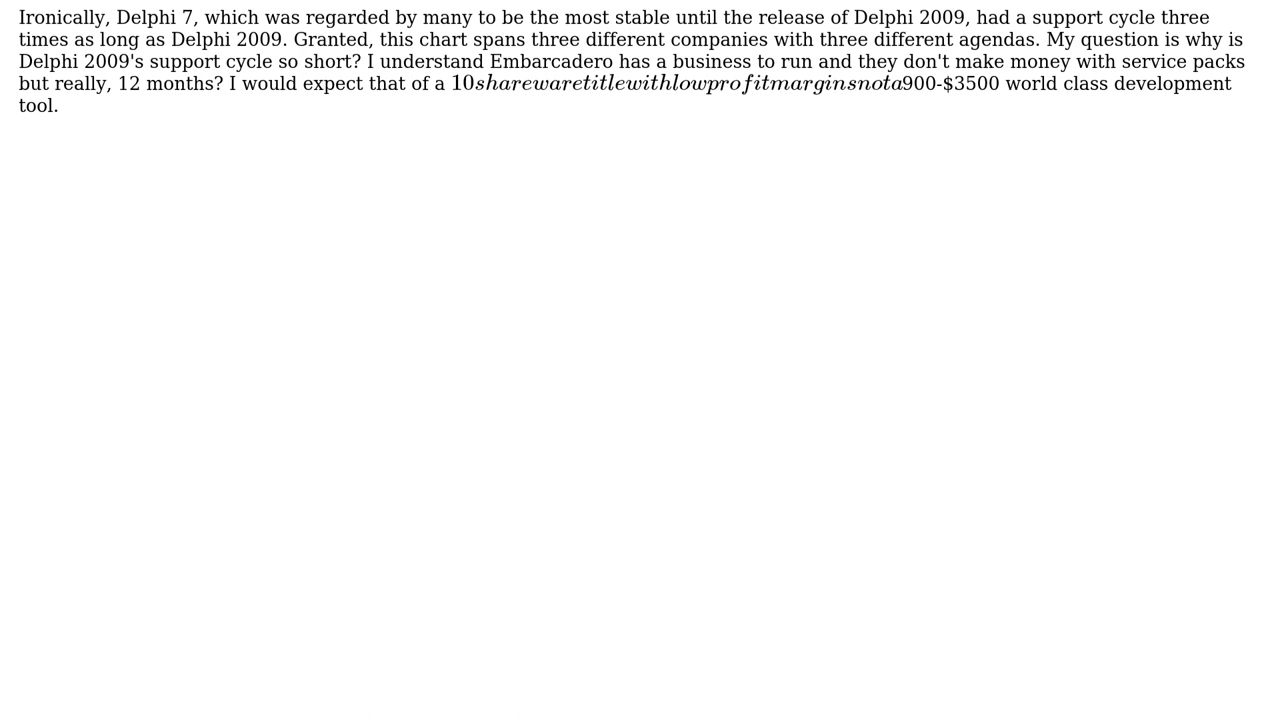 Ironically, Delphi 7, which was regarded by many to be the most stable until the release of Delphi 2009, had a support cycle three
times as long as Delphi 2009. Granted, this chart spans three different companies with three different agendas. My question is why is
Delphi 2009's support cycle so short? I understand Embarcadero has a business to run and they don't make money with service packs
but really, 12 months? I would expect that of a 10sharewaretitlewithlowprofitmarginsnota900-$3500 world class development
tool.